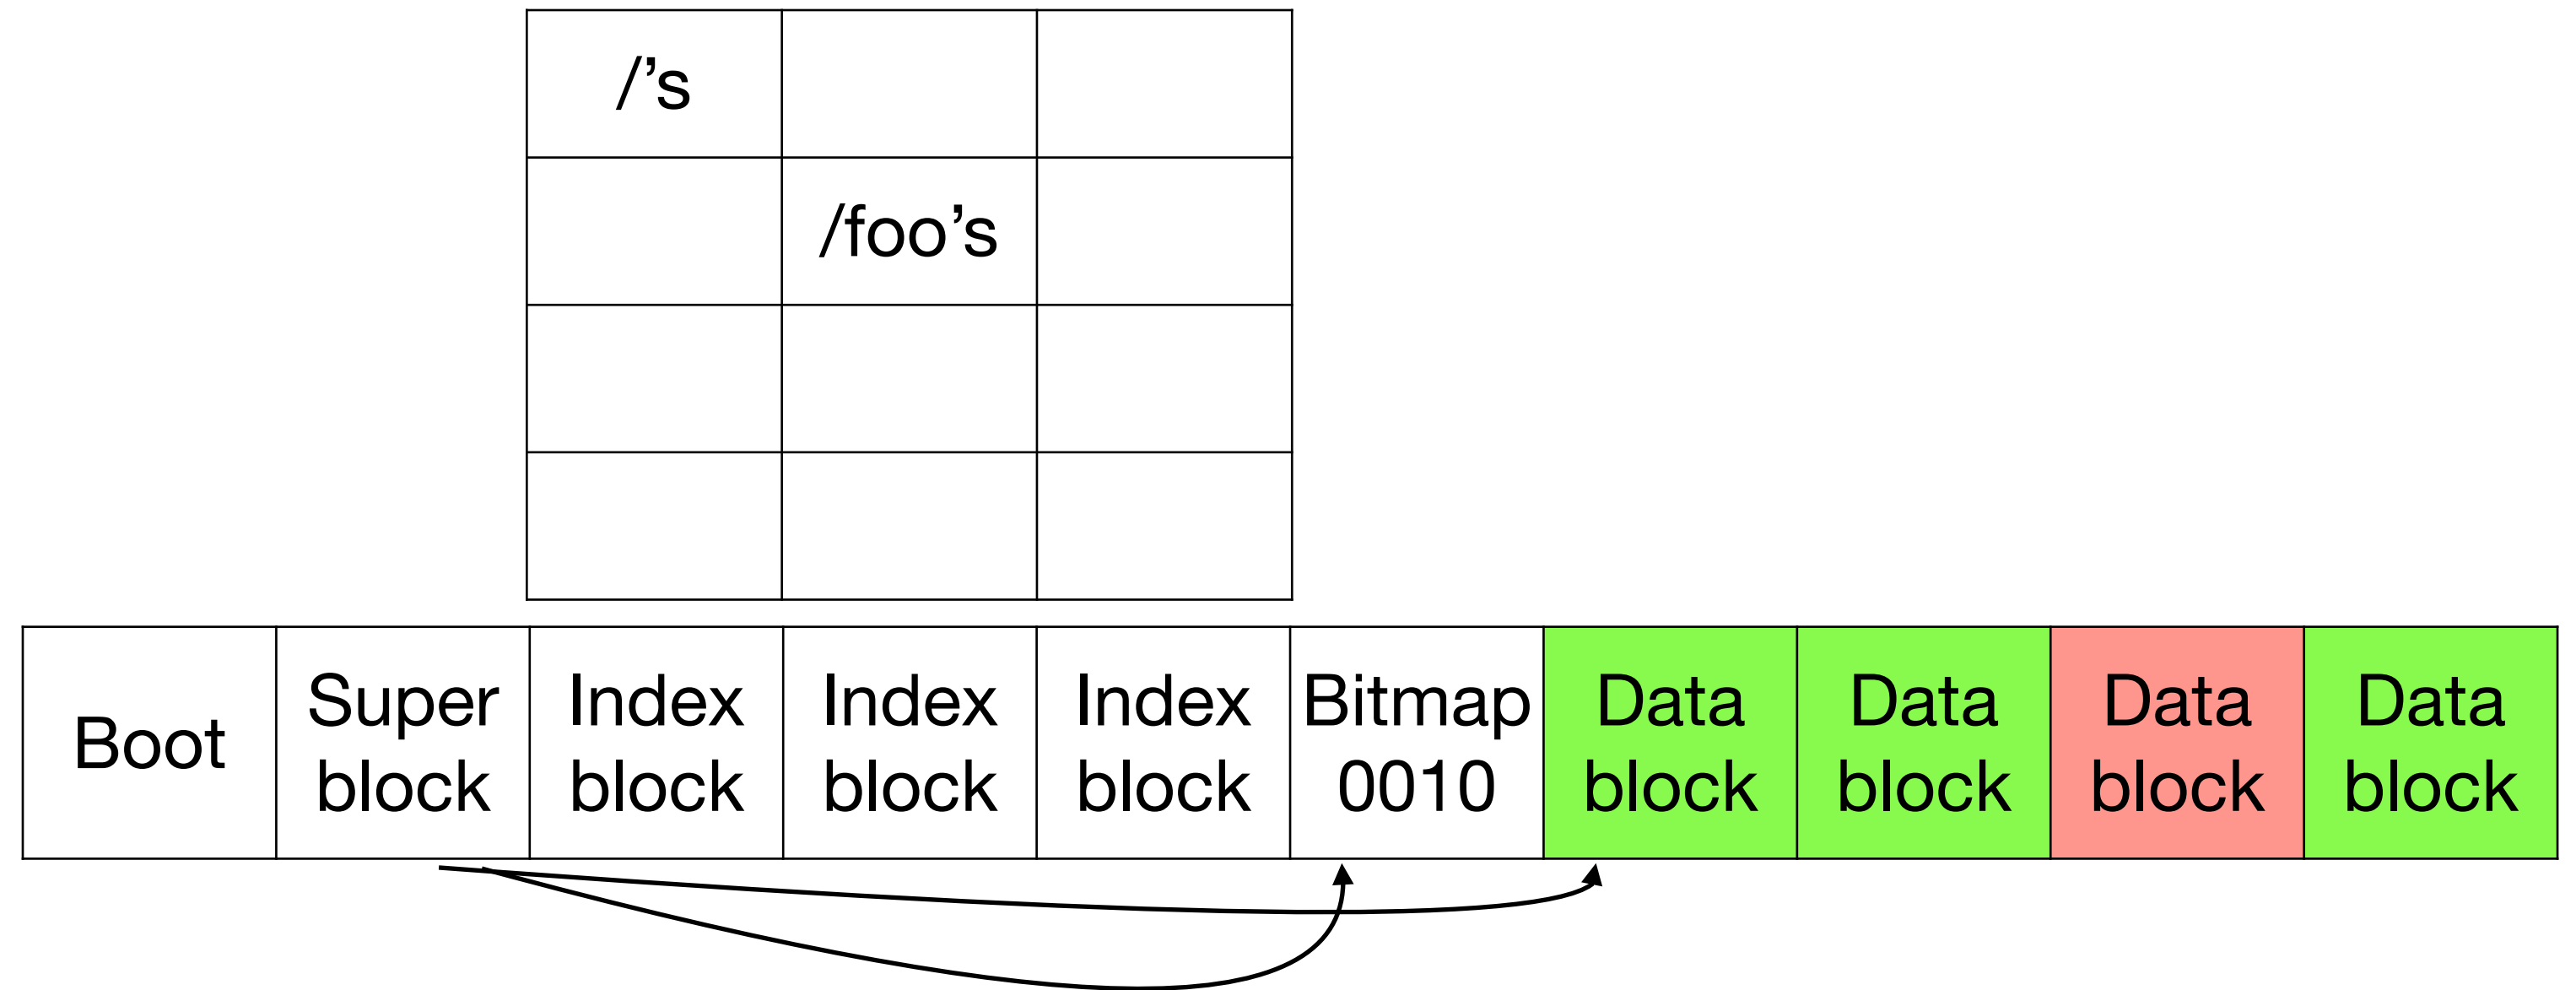 /’s
/foo’s
Boot
Super
block
Index
block
Index
block
Index
block
Bitmap
0010
Data
block
Data
block
Data
block
Data
block